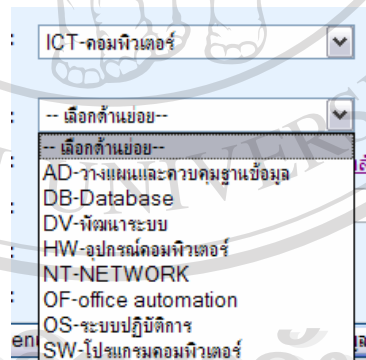 : ICT-คอมพิวเตอร์
: -- เลือกด้านย่อย--
-- เลือกด้านย่อย--
AD-วางแผนและควบคุมฐานข้อมูล
DB-Database
DV-พัฒนาระบบ
HW-อุปกรณ์คอมพิวเตอร์
NT-NETWORK
OF-office automation
OS-ระบบปฏิบัติการ
SW-โปรแกรมคอมพิวเตอร์